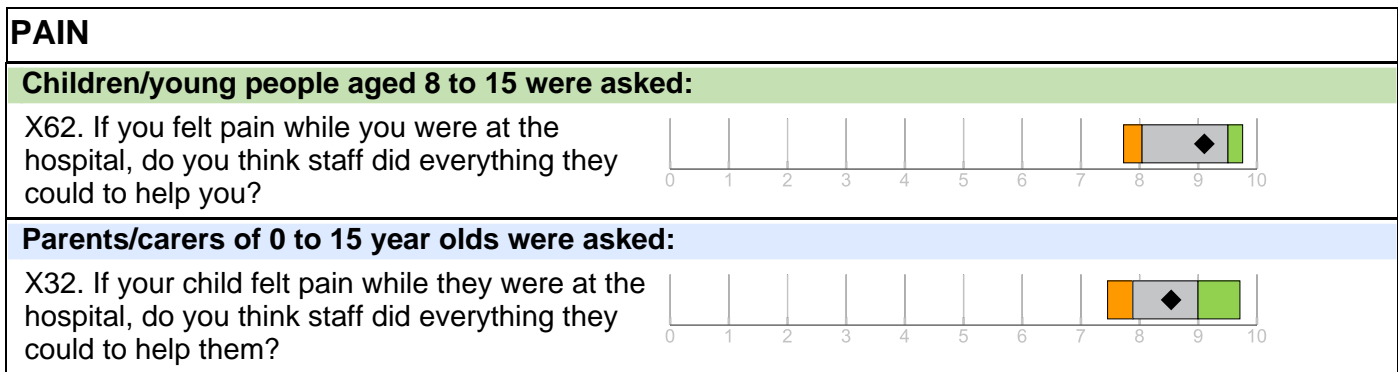 PAIN
Children/young people aged 8 to 15 were asked:
X62. If you felt pain while you were at the
hospital, do you think staff did everything they
could to help you?
0 1 2 3 4 5 6 7 8 9 10
Parents/carers of 0 to 15 year olds were asked:
X32. If your child felt pain while they were at the
hospital, do you think staff did everything they
could to help them?
0 1 2 3 4 5 6 7 8 9 10